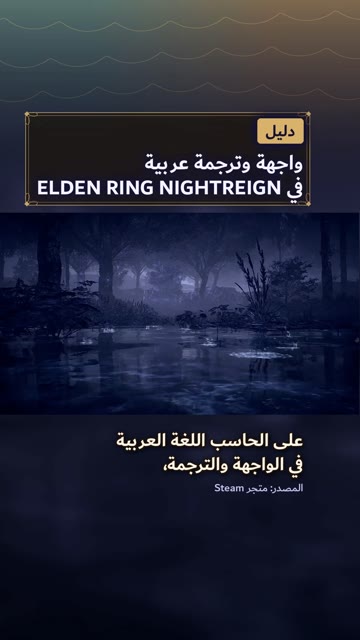 دليل
واجهة وترجمة عربية
في ELDEN RING NIGHTREIGN
على الحاسب اللغة العربية
في الواجهة والترجمة،
المصدر: متجر Steam